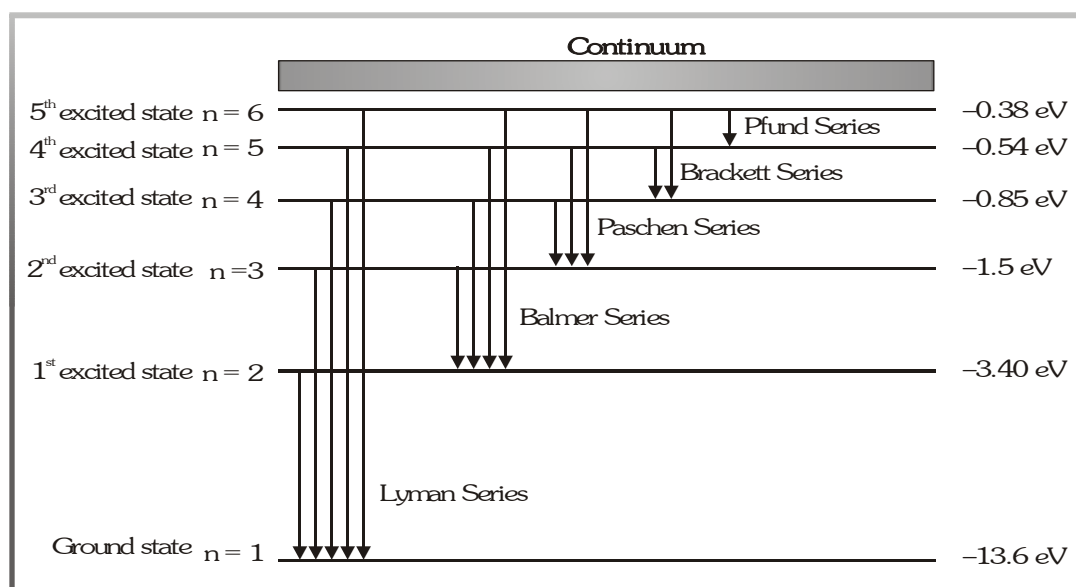 Continuum
5th excited state n = 6 –0.38 eV
Pfund Series
4th excited state n = 5 –0.54 eV
Brackett Series
3rd excited state n = 4 –0.85 eV
Paschen Series
2nd excited state n =3 –1.5 eV
Balmer Series
1st excited state n = 2 –3.40 eV
Lyman Series
Ground state n = 1 –13.6 eV